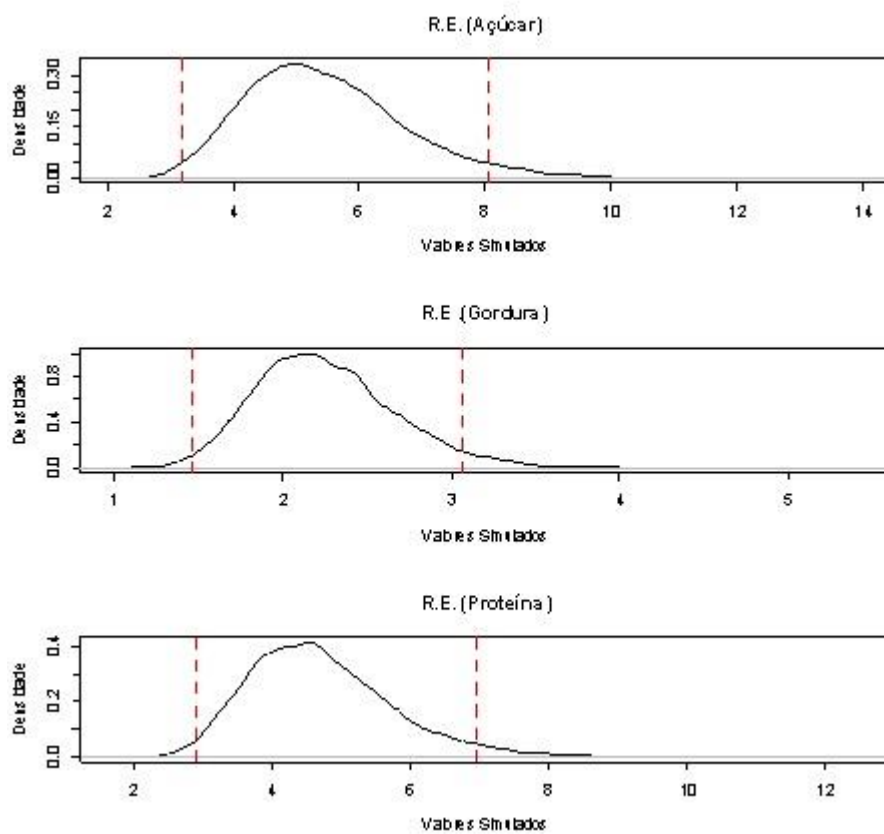 R.E.(Açúcar)
Densidade
0.00 0.15 0.30
2 4 6 8 10 12 14
Valores Simulados
R.E.(Gordura)
Densidade
0.0 0.4 0.8
1 2 3 4 5
Valores Simulados
R.E.(Proteína)
Densidade
0.0 0.2 0.4
2 4 6 8 10 12
Valores Simulados